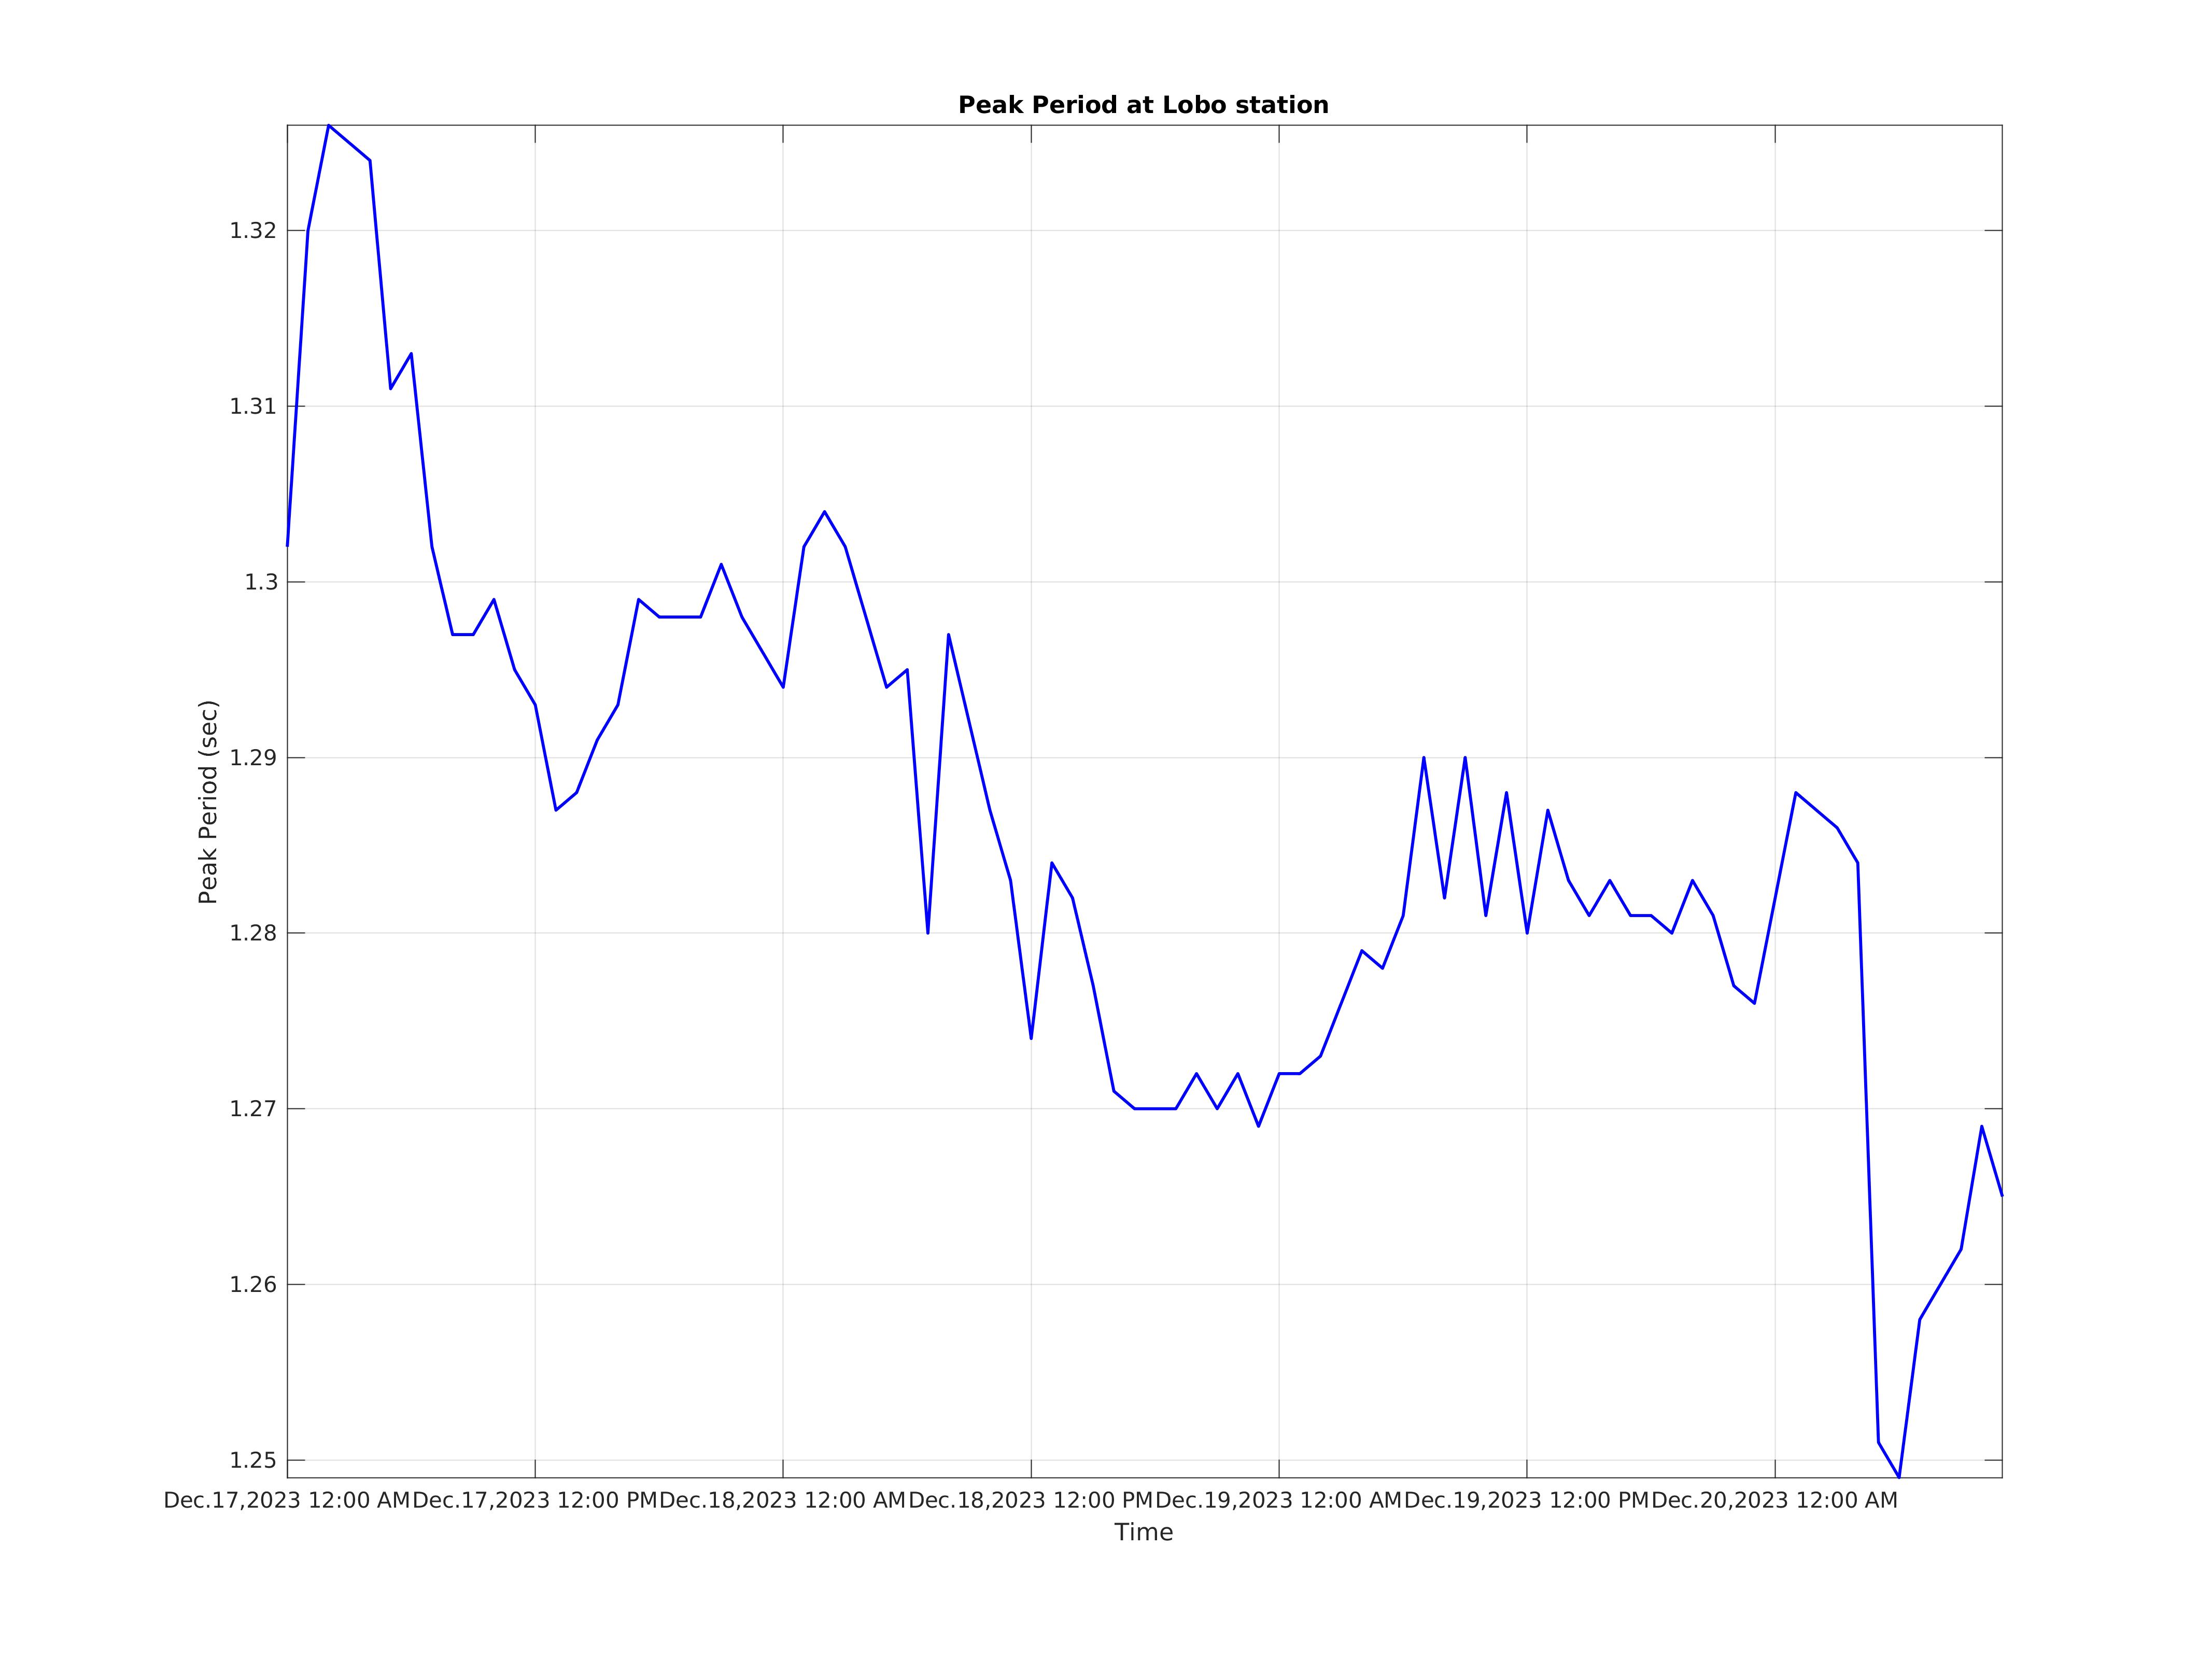 Peak Period at Lobo station
Peak Period (sec)
1.32
1.31
1.3
1.29
1.28
1.27
1.26
1.25
Dec.17,2023 12:00 AM Dec.17,2023 12:00 PM Dec.18,2023 12:00 AM Dec.18,2023 12:00 PM Dec.19,2023 12:00 AM Dec.19,2023 12:00 PM Dec.20,2023 12:00 AM
Time